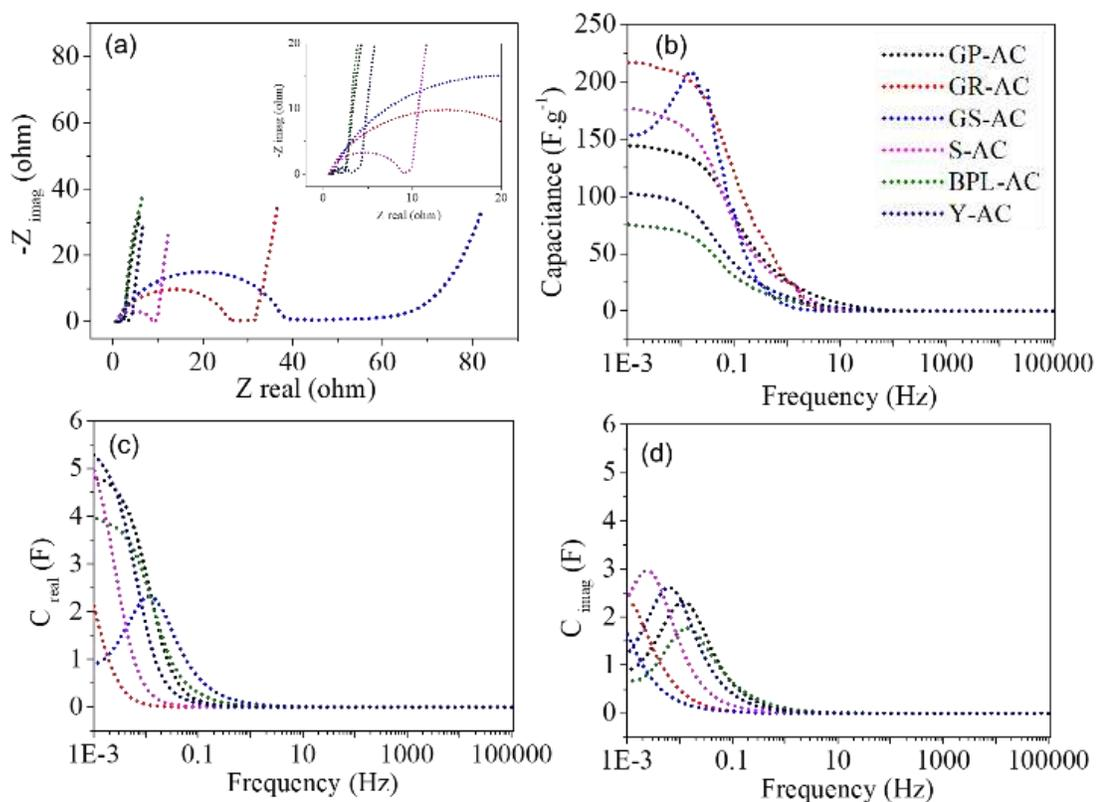 (a)
80
60
40
20
0
-Z imag (ohm)
0 20 40 60 80
Z real (ohm)
20
10
0
-Z imag (ohm)
0 10 20
Z real (ohm)
(b)
250
200
150
100
50
0
Capacitance (F.g-1)
1E-3 0.1 10 1000 100000
Frequency (Hz)
GP-AC
GR-AC
GS-AC
S-AC
BPL-AC
Y-AC
(c)
6
5
4
3
2
1
0
C real (F)
1E-3 0.1 10 1000 100000
Frequency (Hz)
(d)
6
5
4
3
2
1
0
C imag (F)
1E-3 0.1 10 1000 100000
Frequency (Hz)